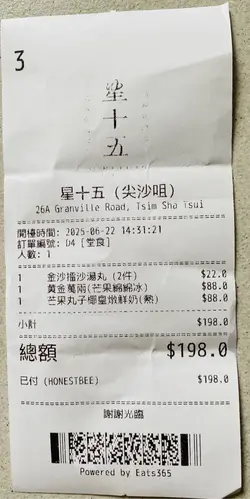 3
星十五
星十五 (尖沙咀)
26A Granville Road, Tsim Sha Tsui
開檯時間: 2025-06-22 14:31:21
訂單編號: D4 [堂食]
人數: 1
1 金沙擂沙湯丸 (2件) $22.0
1 黃金萬兩(芒果綿綿冰) $88.0
1 芒果丸子椰皇燉鮮奶(熱) $88.0
小計 $198.0
總額 $198.0
已付 (HONESTBEE) $198.0
謝謝光臨
Powered by Eats365